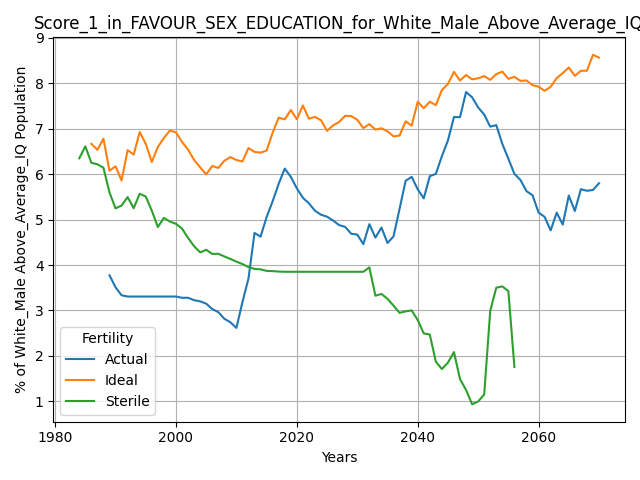 Score_1_in_FAVOUR_SEX_EDUCATION_for_White_Male_Above_Average_IQ
% of White_Male Above_Average_IQ Population
9
8
7
6
5
4
3
2
1
Fertility
Actual
Ideal
Sterile
1980 2000 2020 2040 2060
Years